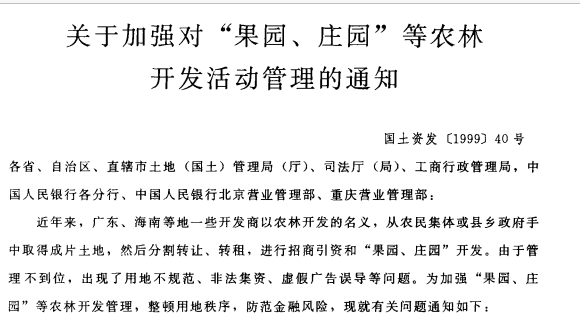 关于加强对“果园、庄园”等农林
开发活动管理的通知
国土资发〔1999〕40 号
各省、自治区、直辖市土地（国土）管理局（厅）、司法厅（局）、工商行政管理局，中
国人民银行各分行、中国人民银行北京营业管理部、重庆营业管理部：
近年来，广东、海南等地一些开发商以农林开发的名义，从农民集体或县乡政府手
中取得成片土地，然后分割转让、转租，进行招商引资和“果园、庄园”开发。由于管
理不到位，出现了用地不规范、非法集资、虚假广告误导等问题。为加强“果园、庄
园”等农林开发管理，整顿用地秩序，防范金融风险，现就有关问题通知如下：